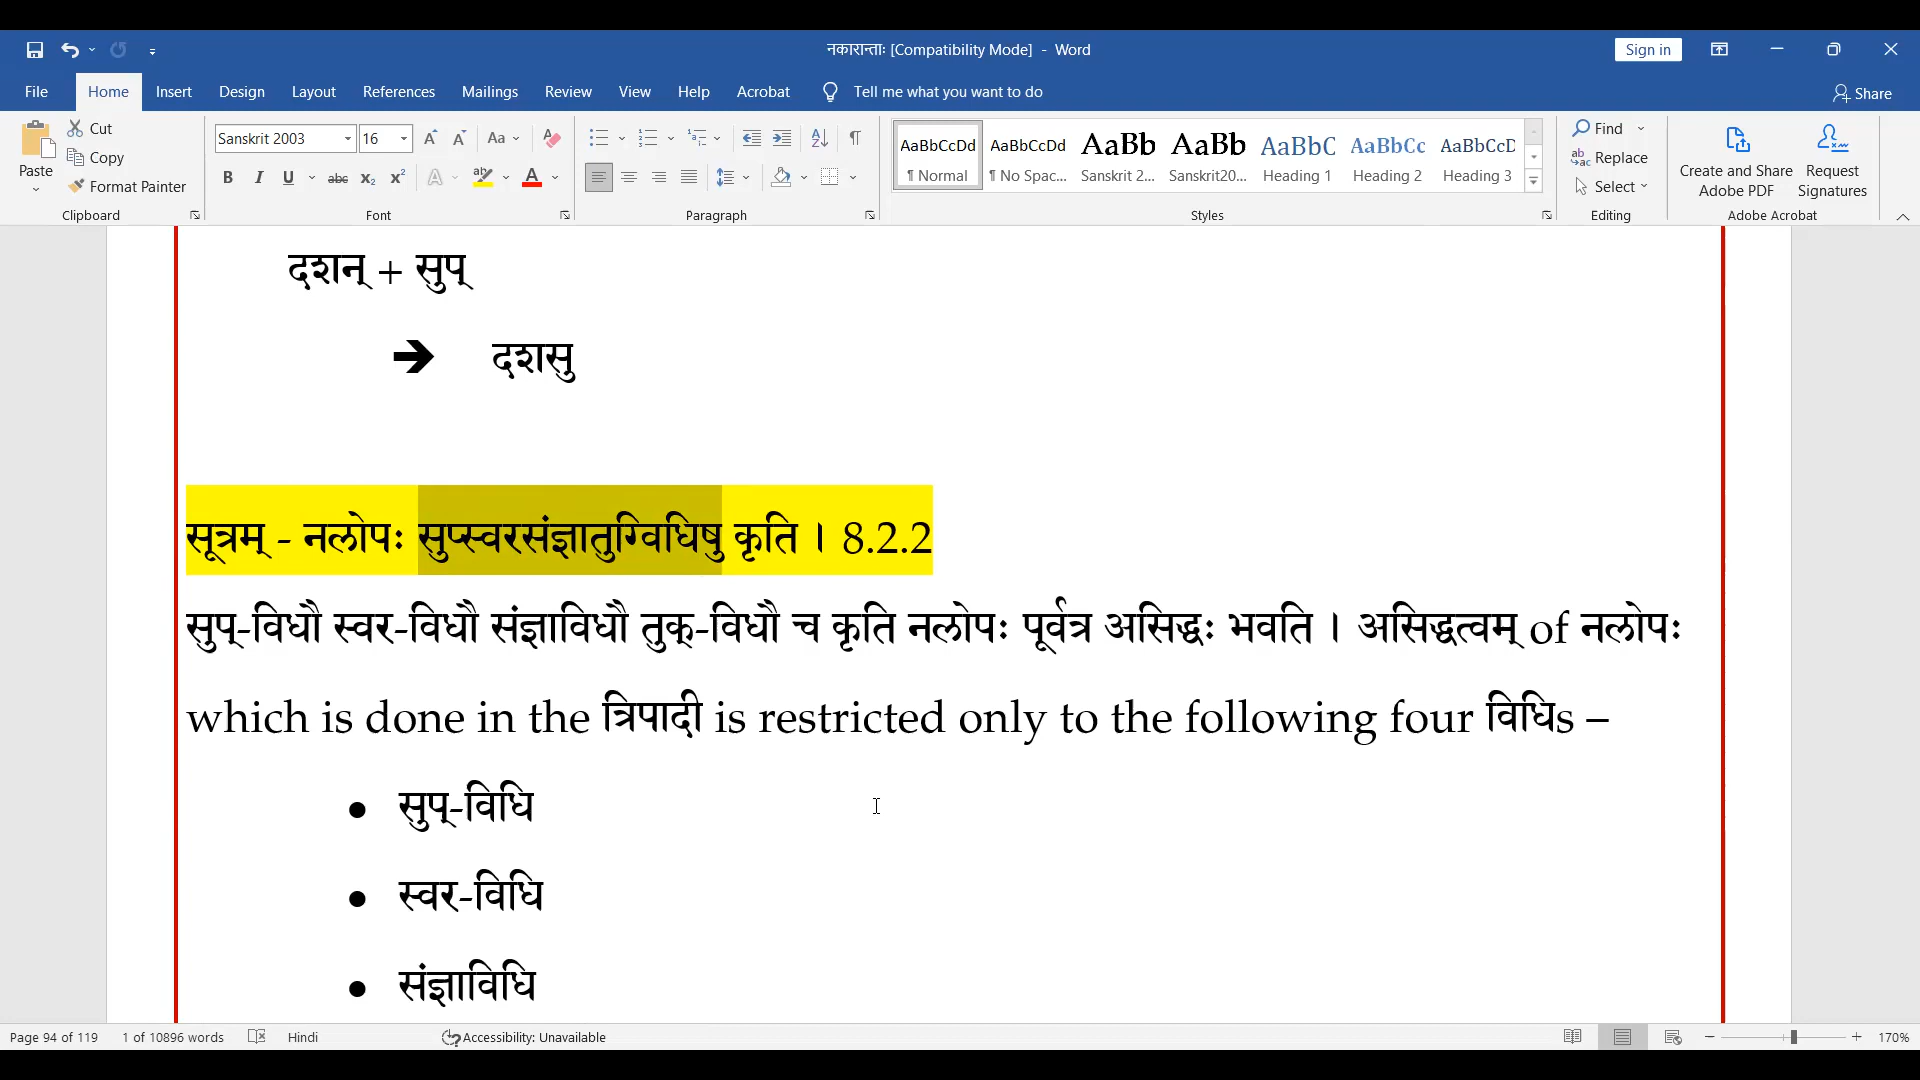 नकारान्ताः [Compatibility Mode] - Word
Sign in
File Home Insert Design Layout References Mailings Review View Help Acrobat Tell me what you want to do Share
Paste Cut Copy Format Painter
Sanskrit 2003 16 Aa
AaBbCcDd AaBbCcDd AaBb AaBb AaBbC AaBbCc AaBbCcD
¶ Normal ¶ No Spac... Sanskrit 2... Sanskrit20... Heading 1 Heading 2 Heading 3
Find Replace Select
Create and Share Adobe PDF Request Signatures
Clipboard Font Paragraph Styles Editing Adobe Acrobat
दशन् + सुप्
➔ दशसु
सूत्रम् - नलोपः सुप्स्वरसंज्ञातुग्विधिषु कृति । 8.2.2
सुप्-विधौ स्वर-विधौ संज्ञाविधौ तुक्-विधौ च कृति नलोपः पूर्वत्र असिद्धः भवति । असिद्धत्वम् of नलोपः
which is done in the त्रिपादी is restricted only to the following four विधिs –
● सुप्-विधि
● स्वर-विधि
● संज्ञाविधि
Page 94 of 119 1 of 10896 words Hindi Accessibility: Unavailable 170%